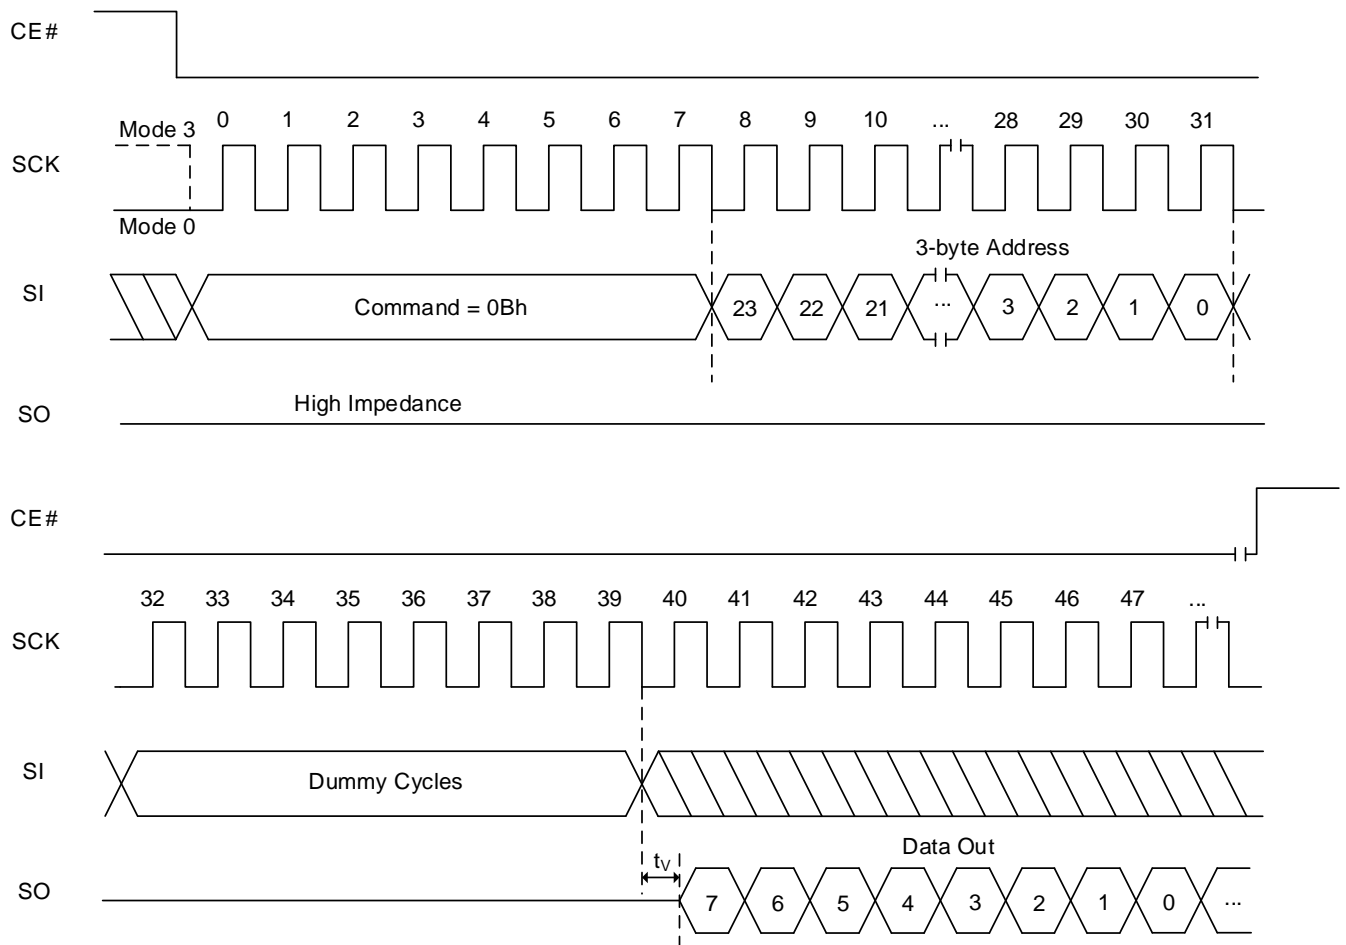 CE#
Mode 3 0 1 2 3 4 5 6 7 8 9 10 ... 28 29 30 31
SCK
Mode 0
3-byte Address
SI Command = 0Bh 23 22 21 ... 3 2 1 0
High Impedance
SO
CE#
32 33 34 35 36 37 38 39 40 41 42 43 44 45 46 47 ...
SCK
SI Dummy Cycles
Data Out
tV
SO 7 6 5 4 3 2 1 0 ...